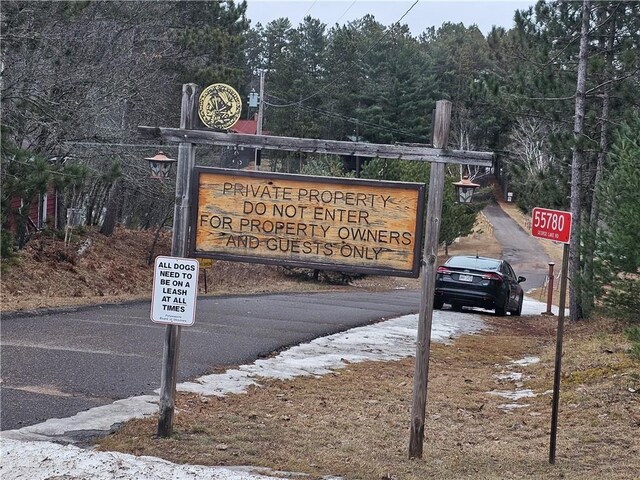 PRIVATE PROPERTY
DO NOT ENTER
FOR PROPERTY OWNERS
AND GUESTS ONLY
ALL DOGS
NEED TO
BE ON A
LEASH
AT ALL
TIMES
55780